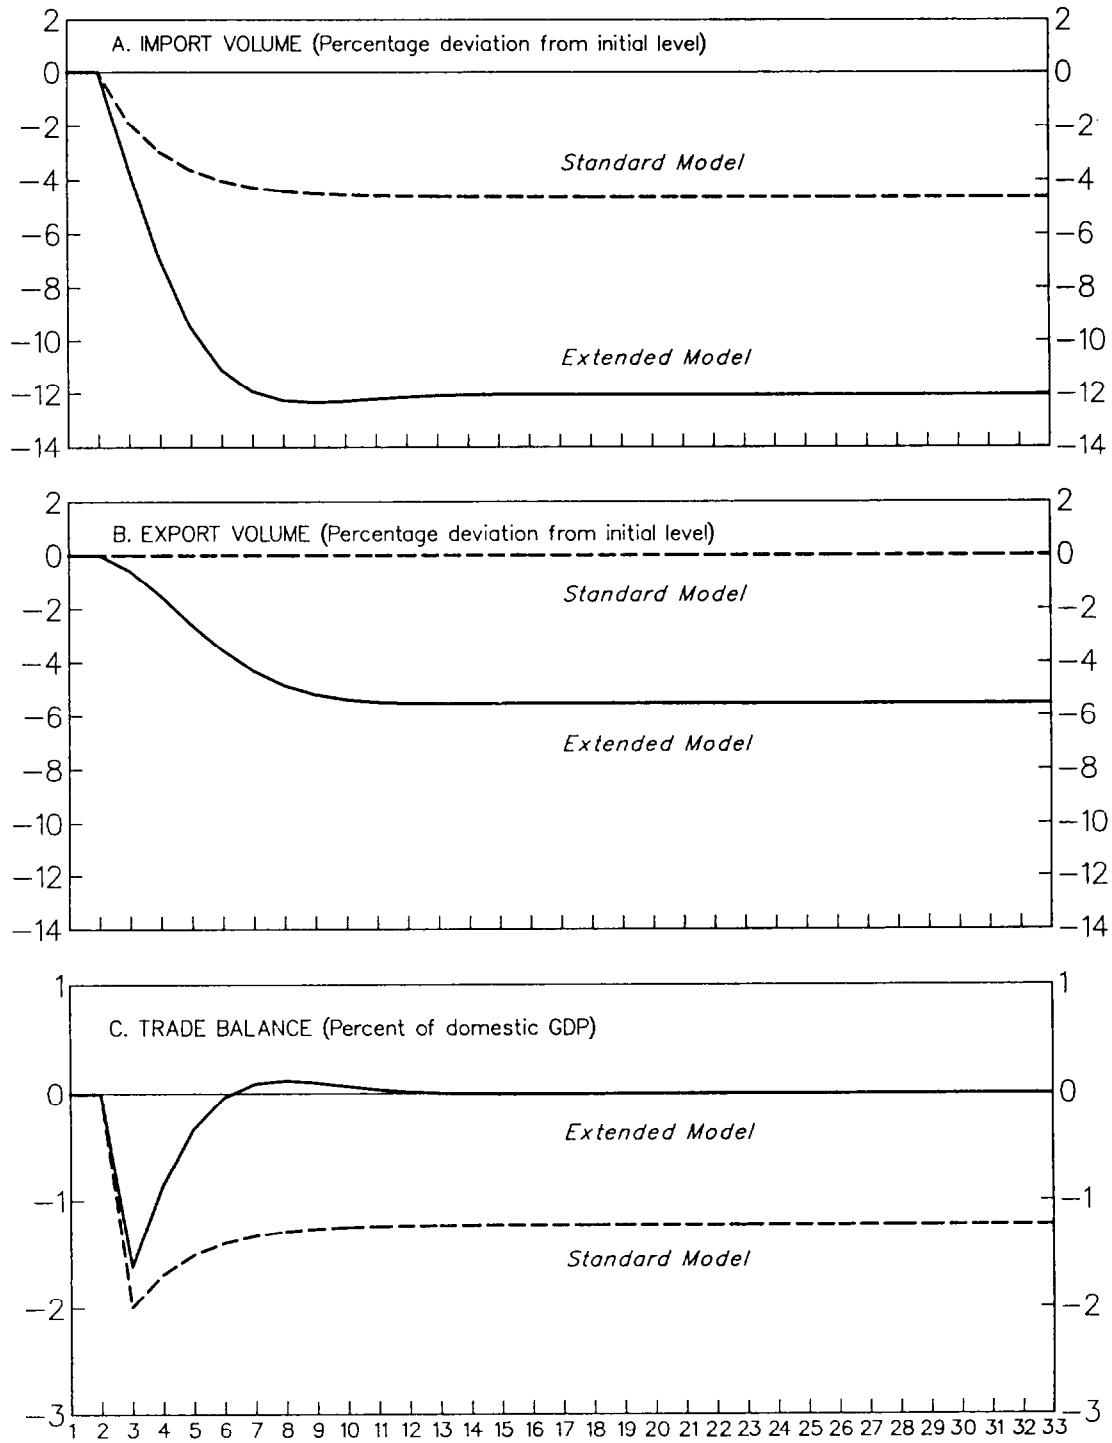 2 2
A. IMPORT VOLUME (Percentage deviation from initial level)
0 0
−2 −2
Standard Model
−4 −4
−6 −6
−8 −8
−10 −10
Extended Model
−12 −12
−14 −14
2 2
B. EXPORT VOLUME (Percentage deviation from initial level)
0 0
Standard Model
−2 −2
−4 −4
−6 −6
Extended Model
−8 −8
−10 −10
−12 −12
−14 −14
1 1
C. TRADE BALANCE (Percent of domestic GDP)
0 0
Extended Model
−1 −1
Standard Model
−2 −2
−3 −3
1 2 3 4 5 6 7 8 9 10 11 12 13 14 15 16 17 18 19 20 21 22 23 24 25 26 27 28 29 30 31 32 33